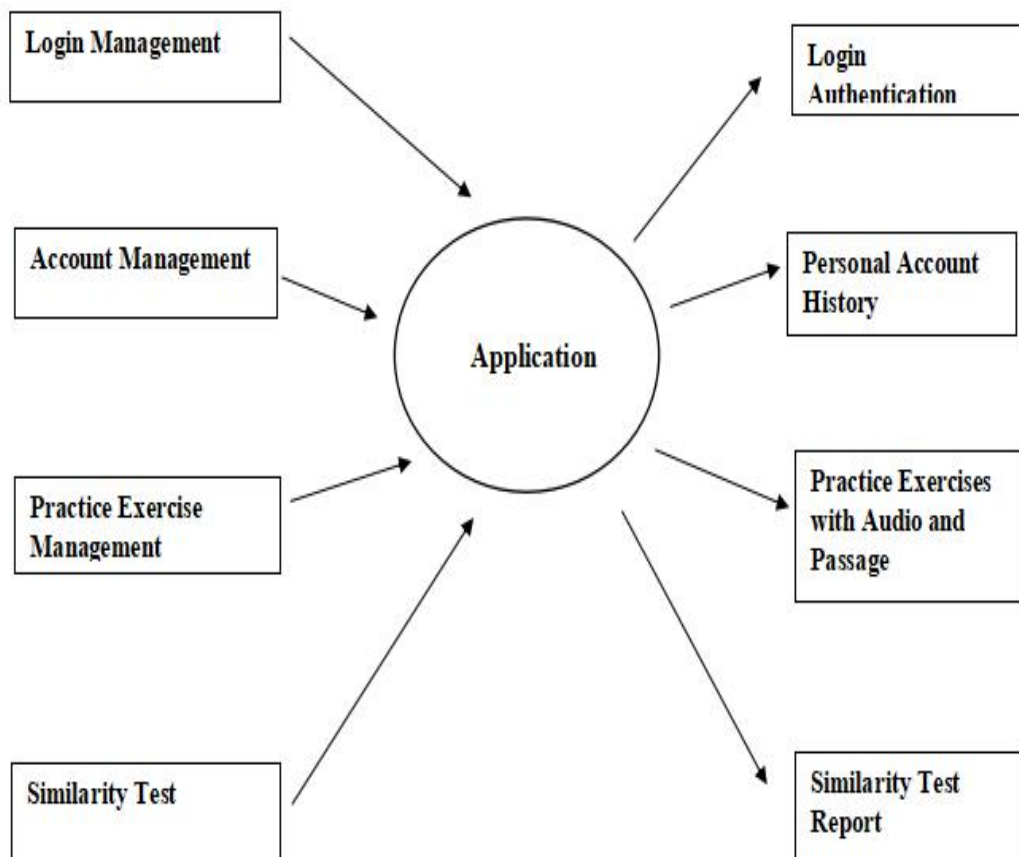 Login Management
Login
Authentication
Account Management
Personal Account
History
Application
Practice Exercise
Management
Practice Exercises
with Audio and
Passage
Similarity Test
Similarity Test
Report